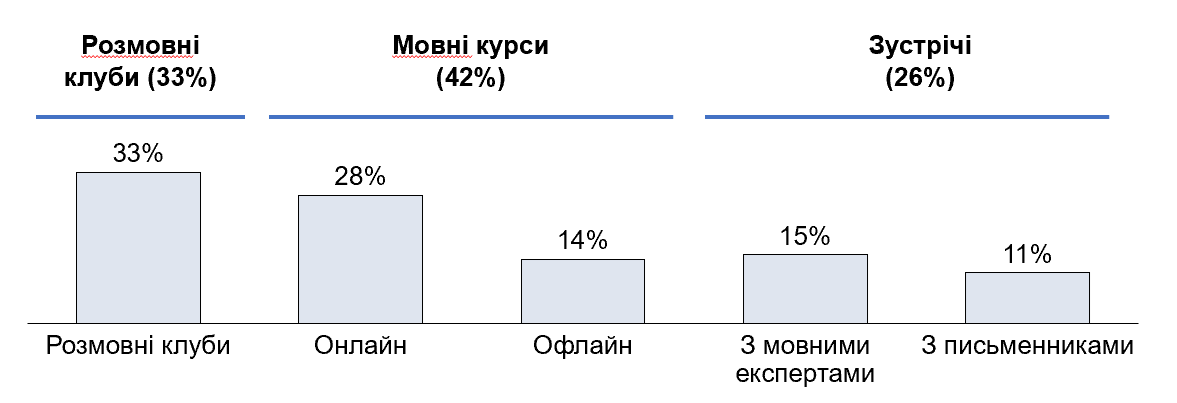 Розмовні
клуби (33%)
Мовні курси
(42%)
Зустрічі
(26%)
33%
28%
14%
15%
11%
Розмовні клуби
Онлайн
Офлайн
З мовними
експертами
З письменниками